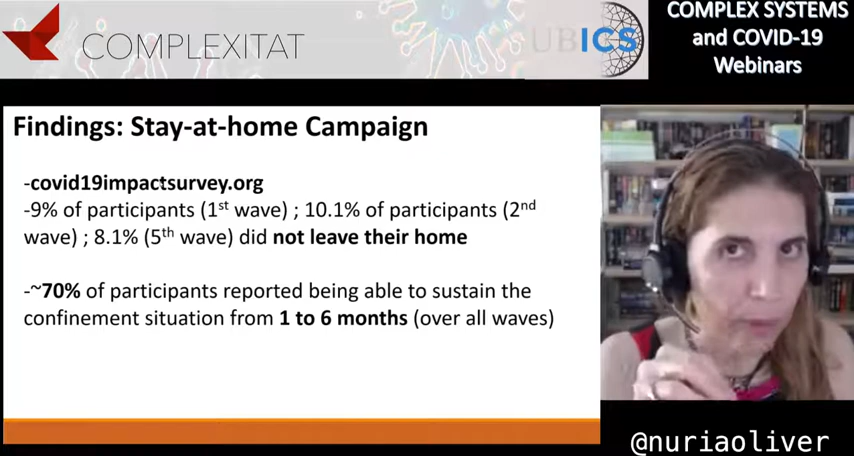 COMPLEXITAT
UBICS
COMPLEX SYSTEMS
and COVID-19
Webinars
Findings: Stay-at-home Campaign
-covid19impactsurvey.org
-9% of participants (1st wave) ; 10.1% of participants (2nd
wave) ; 8.1% (5th wave) did not leave their home
-~70% of participants reported being able to sustain the
confinement situation from 1 to 6 months (over all waves)
@nuriaoliver